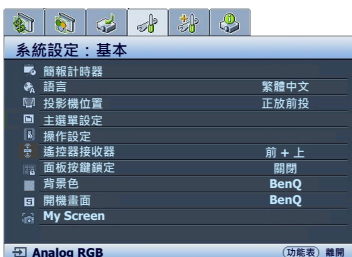 系統設定：基本
簡報計時器
語言 繁體中文
投影機位置 正放前投
主選單設定
操作設定
遙控器接收器 前 + 上
面板按鍵鎖定 關閉
背景色 BenQ
開機畫面 BenQ
My Screen
Analog RGB 功能表 離開